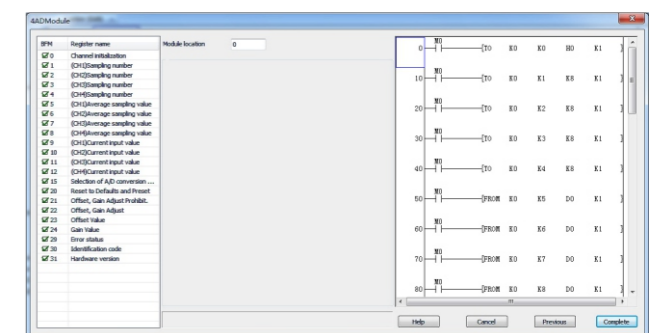 4ADModule
BFM Register name
0 Channel initialization
1 (CH1)Sampling number
2 (CH2)Sampling number
3 (CH3)Sampling number
4 (CH4)Sampling number
5 (CH1)Average sampling value
6 (CH2)Average sampling value
7 (CH3)Average sampling value
8 (CH4)Average sampling value
9 (CH1)Current input value
10 (CH2)Current input value
11 (CH3)Current input value
12 (CH4)Current input value
15 Selection of A/D conversion ...
20 Reset to Defaults and Preset
21 Offset, Gain Adjust Prohibit.
22 Offset, Gain Adjust
23 Offset Value
24 Gain Value
29 Error status
30 Identification code
31 Hardware version
Module location 0
M0
0 [TO K0 K0 H0 K1 ]
M0
10 [TO K0 K1 K8 K1 ]
M0
20 [TO K0 K2 K8 K1 ]
M0
30 [TO K0 K3 K8 K1 ]
M0
40 [TO K0 K4 K8 K1 ]
M0
50 [FROM K0 K5 D0 K1 ]
M0
60 [FROM K0 K6 D0 K1 ]
M0
70 [FROM K0 K7 D0 K1 ]
M0
80 [FROM K0 K8 D0 K1 ]
Help Cancel Previous Complete